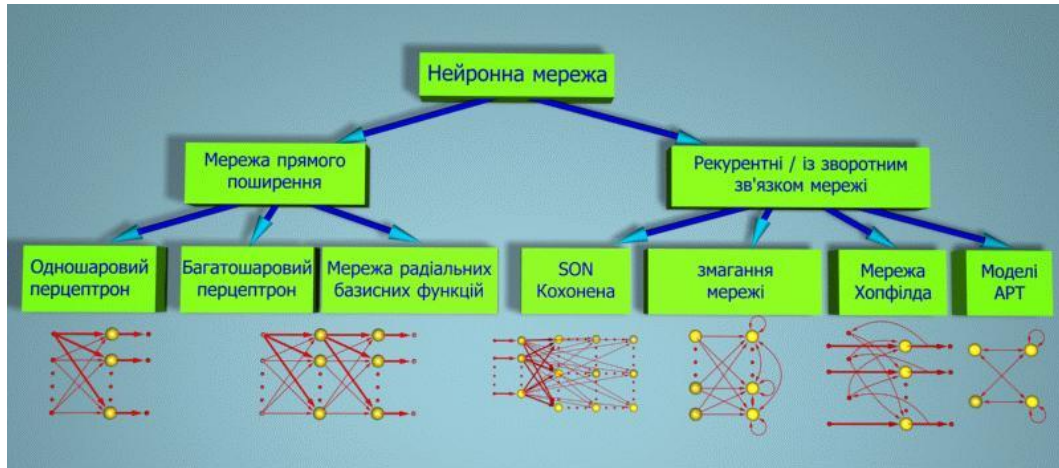 Нейронна мережа
Мережа прямого
поширення
Рекурентні / із зворотним
зв'язком мережі
Одношаровий
перцептрон
Багатошаровий
перцептрон
Мережа радіальних
базисних функцій
SON
Кохонена
змагання
мережі
Мережа
Хопфілда
Моделі
АРТ